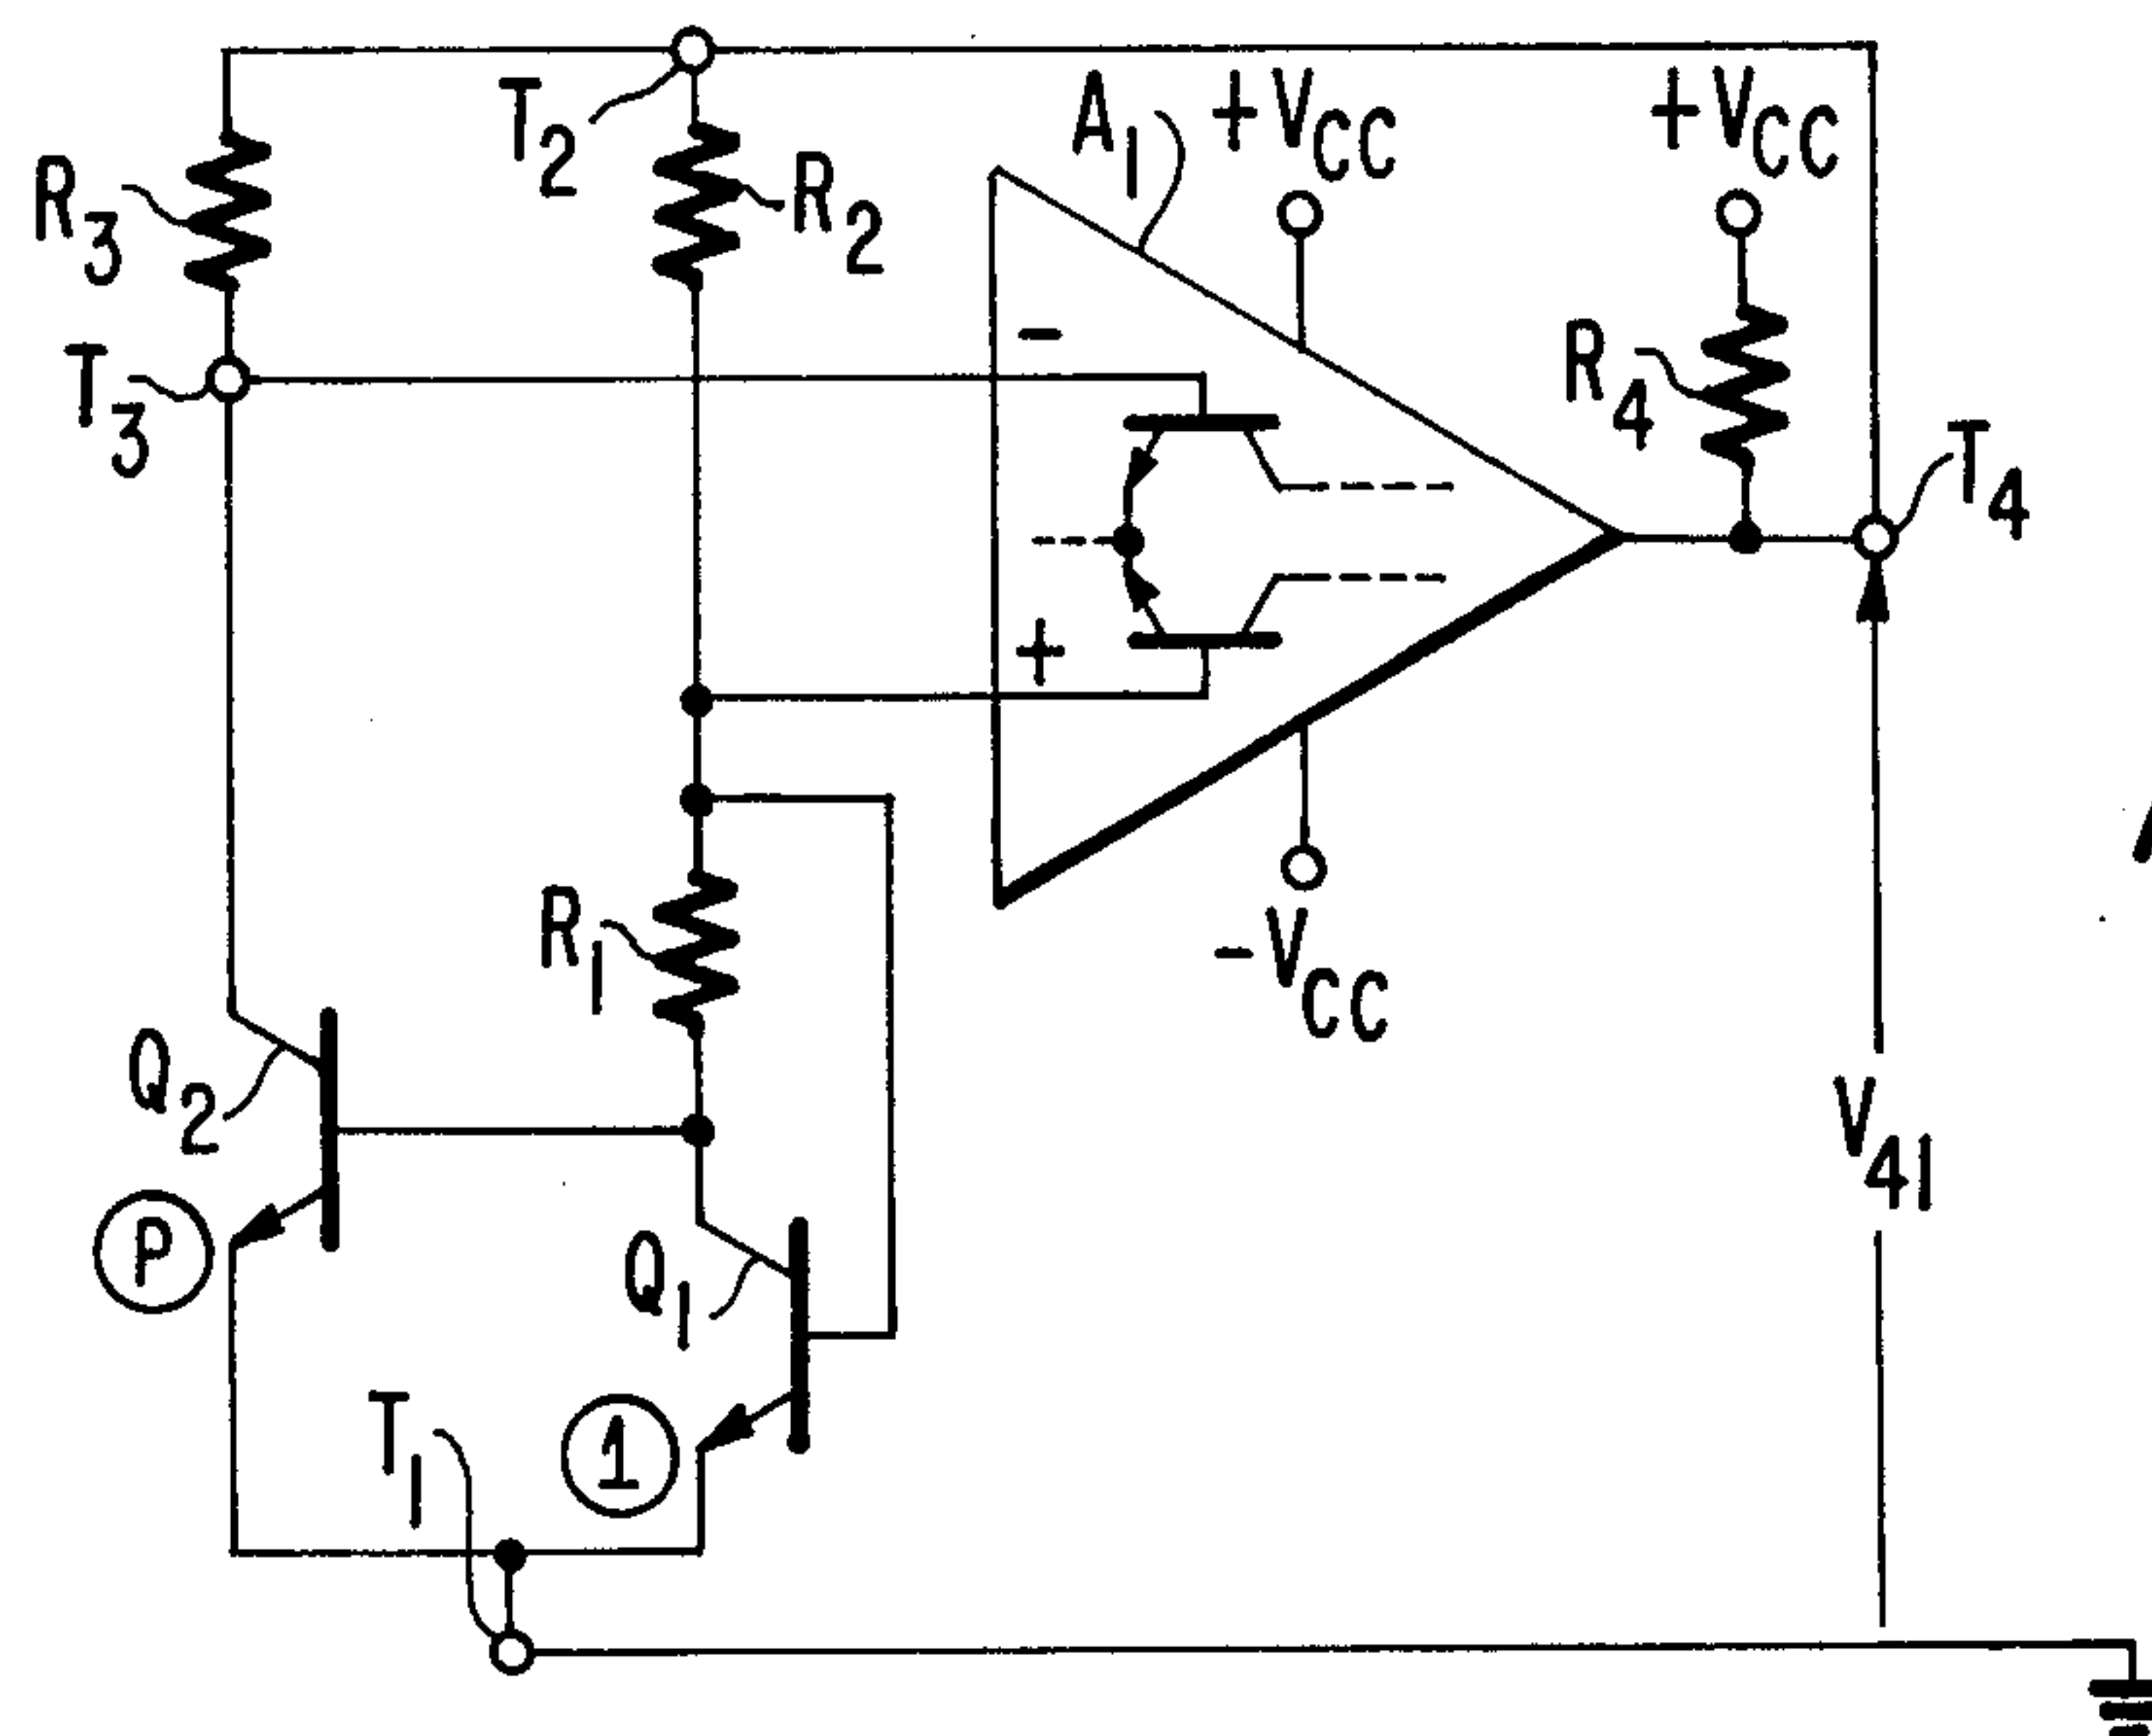 T2
A1
+VCC
+VCC
R3
R2
-
R4
T3
T4
+
R1
-VCC
Q2
V41
P
Q1
T1
1